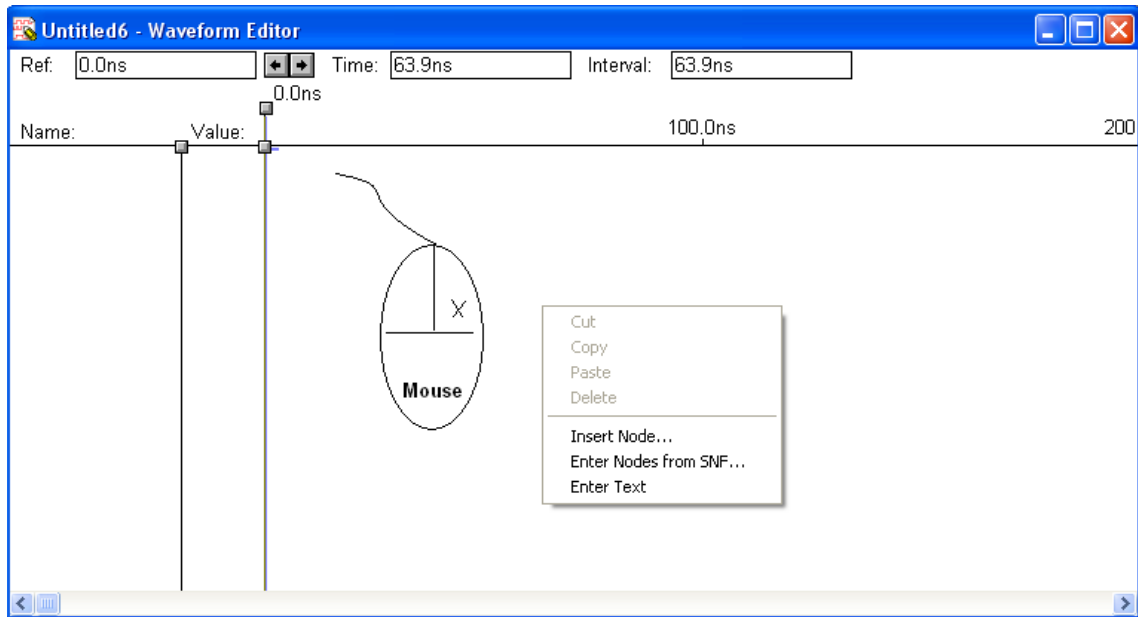 Untitled6 - Waveform Editor
Ref: 0.0ns Time: 63.9ns Interval: 63.9ns
0.0ns
Name: Value: 100.0ns 200
X
Mouse
Cut
Copy
Paste
Delete
Insert Node...
Enter Nodes from SNF...
Enter Text